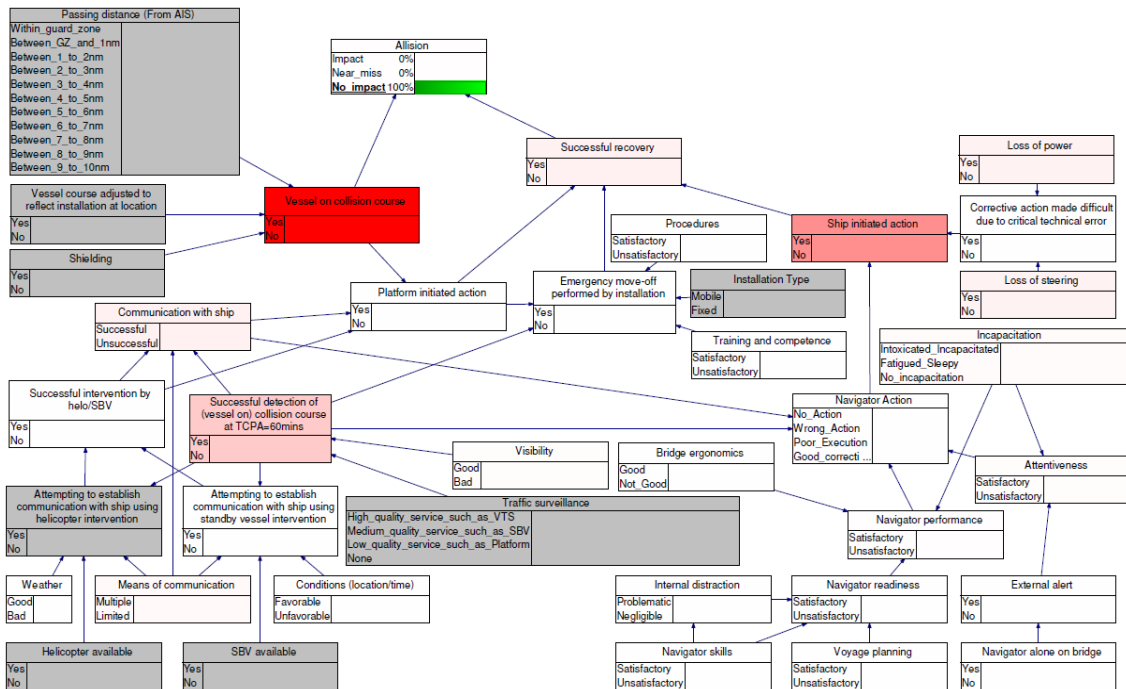 Passing distance (From AIS)
Within_guard_zone
Between_GZ_and_1nm
Between_1_to_2nm
Between_2_to_3nm
Between_3_to_4nm
Between_4_to_5nm
Between_5_to_6nm
Between_6_to_7nm
Between_7_to_8nm
Between_8_to_9nm
Between_9_to_10nm
Allision
Impact 0%
Near_miss 0%
No_impact 100%
Successful recovery
Yes
No
Loss of power
Yes
No
Vessel course adjusted to
reflect installation at location
Yes
No
Vessel on collision course
Yes
No
Procedures
Satisfactory
Unsatisfactory
Ship initiated action
Yes
No
Corrective action made difficult
due to critical technical error
Yes
No
Shielding
Yes
No
Platform initiated action
Yes
No
Emergency move-off
performed by installation
Yes
No
Installation Type
Mobile
Fixed
Loss of steering
Yes
No
Communication with ship
Successful
Unsuccessful
Training and competence
Satisfactory
Unsatisfactory
Incapacitation
Intoxicated_Incapacitated
Fatigued_Sleepy
No_incapacitation
Successful intervention by
helo/SBV
Yes
No
Successful detection of
(vessel on) collision course
at TCPA=60mins
Yes
No
Navigator Action
No_Action
Wrong_Action
Poor_Execution
Good_correcti ...
Visibility
Good
Bad
Bridge ergonomics
Good
Not_Good
Attentiveness
Satisfactory
Unsatisfactory
Attempting to establish
communication with ship using
helicopter intervention
Yes
No
Attempting to establish
communication with ship using
standby vessel intervention
Yes
No
Traffic surveillance
High_quality_service_such_as_VTS
Medium_quality_service_such_as_SBV
Low_quality_service_such_as_Platform
None
Navigator performance
Satisfactory
Unsatisfactory
Weather
Good
Bad
Means of communication
Multiple
Limited
Conditions (location/time)
Favorable
Unfavorable
Internal distraction
Problematic
Negligible
Navigator readiness
Satisfactory
Unsatisfactory
External alert
Yes
No
Helicopter available
Yes
No
SBV available
Yes
No
Navigator skills
Satisfactory
Unsatisfactory
Voyage planning
Satisfactory
Unsatisfactory
Navigator alone on bridge
Yes
No